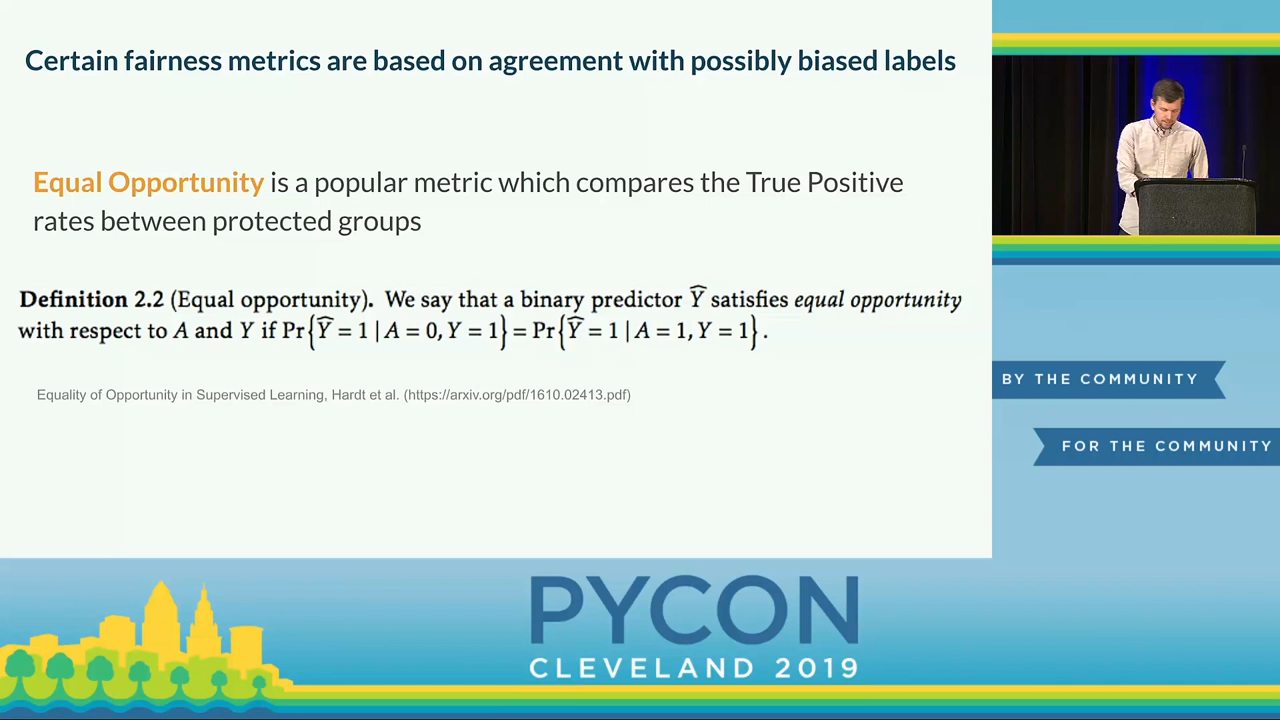 Certain fairness metrics are based on agreement with possibly biased labels
Equal Opportunity is a popular metric which compares the True Positive
rates between protected groups
Definition 2.2 (Equal opportunity). We say that a binary predictor Ŷ satisfies equal opportunity
with respect to A and Y if Pr{Ŷ = 1 | A = 0, Y = 1} = Pr{Ŷ = 1 | A = 1, Y = 1}.
Equality of Opportunity in Supervised Learning, Hardt et al. (https://arxiv.org/pdf/1610.02413.pdf)
BY THE COMMUNITY
FOR THE COMMUNITY
PYCON
CLEVELAND 2019